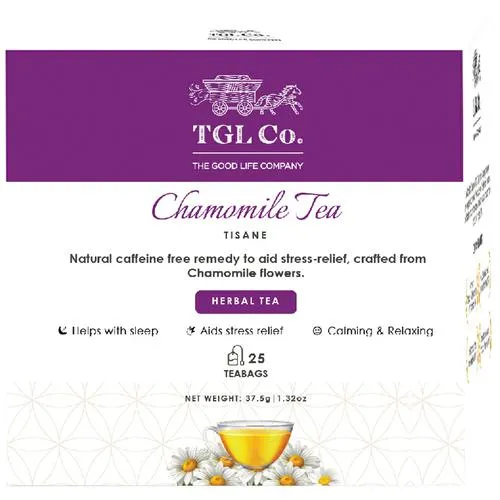 TGL Co.
TGL Co.
THE GOOD LIFE COMPANY
Chamomile Tea
TISANE
Natural caffeine free remedy to aid stress-relief, crafted from
Chamomile flowers.
HERBAL TEA
Helps with sleep
Aids stress relief
Calming & Relaxing
25
TEABAGS
NET WEIGHT: 37.5g | 1.32oz